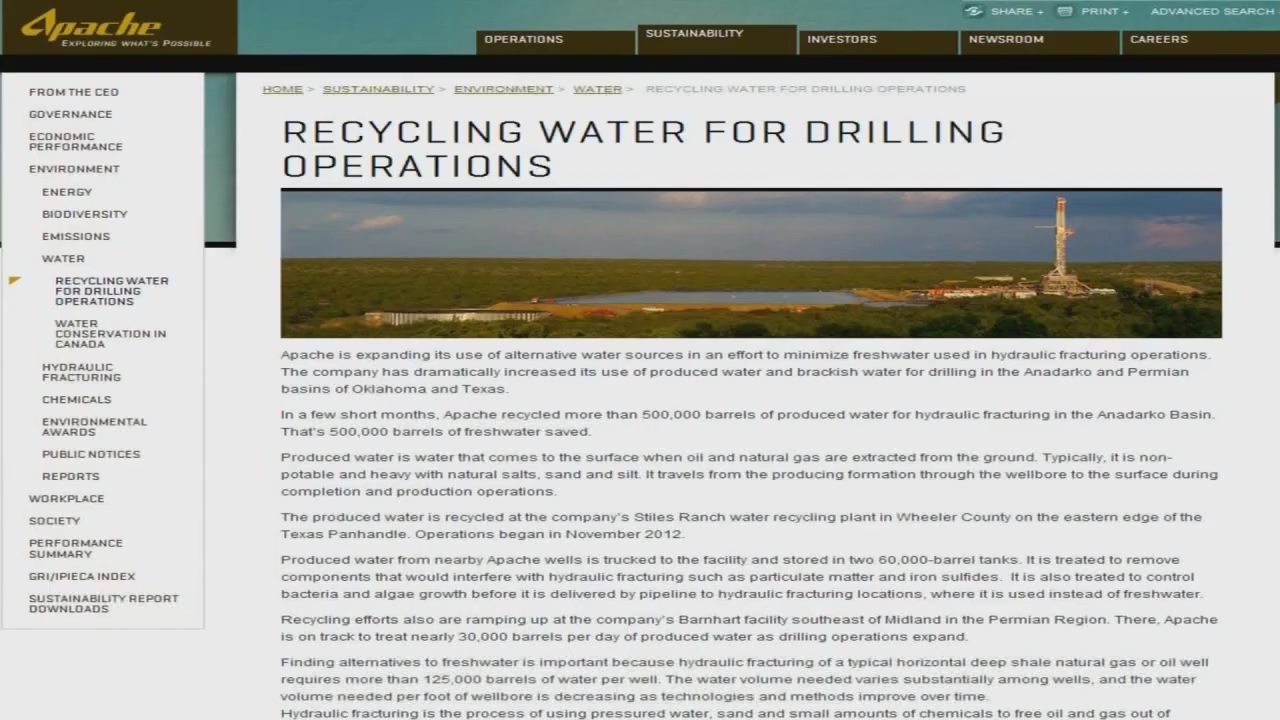 Apache
EXPLORING WHAT'S POSSIBLE
SHARE +
PRINT +
ADVANCED SEARCH
OPERATIONS
SUSTAINABILITY
INVESTORS
NEWSROOM
CAREERS
FROM THE CEO
GOVERNANCE
ECONOMIC
PERFORMANCE
ENVIRONMENT
ENERGY
BIODIVERSITY
EMISSIONS
WATER
RECYCLING WATER
FOR DRILLING
OPERATIONS
WATER
CONSERVATION IN
CANADA
HYDRAULIC
FRACTURING
CHEMICALS
ENVIRONMENTAL
AWARDS
PUBLIC NOTICES
REPORTS
WORKPLACE
SOCIETY
PERFORMANCE
SUMMARY
GRI/IPIECA INDEX
SUSTAINABILITY REPORT
DOWNLOADS
HOME > SUSTAINABILITY > ENVIRONMENT > WATER > RECYCLING WATER FOR DRILLING OPERATIONS
RECYCLING WATER FOR DRILLING
OPERATIONS
Apache is expanding its use of alternative water sources in an effort to minimize freshwater used in hydraulic fracturing operations.
The company has dramatically increased its use of produced water and brackish water for drilling in the Anadarko and Permian
basins of Oklahoma and Texas.
In a few short months, Apache recycled more than 500,000 barrels of produced water for hydraulic fracturing in the Anadarko Basin.
That's 500,000 barrels of freshwater saved.
Produced water is water that comes to the surface when oil and natural gas are extracted from the ground. Typically, it is non-
potable and heavy with natural salts, sand and silt. It travels from the producing formation through the wellbore to the surface during
completion and production operations.
The produced water is recycled at the company's Stiles Ranch water recycling plant in Wheeler County on the eastern edge of the
Texas Panhandle. Operations began in November 2012.
Produced water from nearby Apache wells is trucked to the facility and stored in two 60,000-barrel tanks. It is treated to remove
components that would interfere with hydraulic fracturing such as particulate matter and iron sulfides. It is also treated to control
bacteria and algae growth before it is delivered by pipeline to hydraulic fracturing locations, where it is used instead of freshwater.
Recycling efforts also are ramping up at the company's Barnhart facility southeast of Midland in the Permian Region. There, Apache
is on track to treat nearly 30,000 barrels per day of produced water as drilling operations expand.
Finding alternatives to freshwater is important because hydraulic fracturing of a typical horizontal deep shale natural gas or oil well
requires more than 125,000 barrels of water per well. The water volume needed varies substantially among wells, and the water
volume needed per foot of wellbore is decreasing as technologies and methods improve over time.
Hydraulic fracturing is the process of using pressured water, sand and small amounts of chemicals to free oil and gas out of